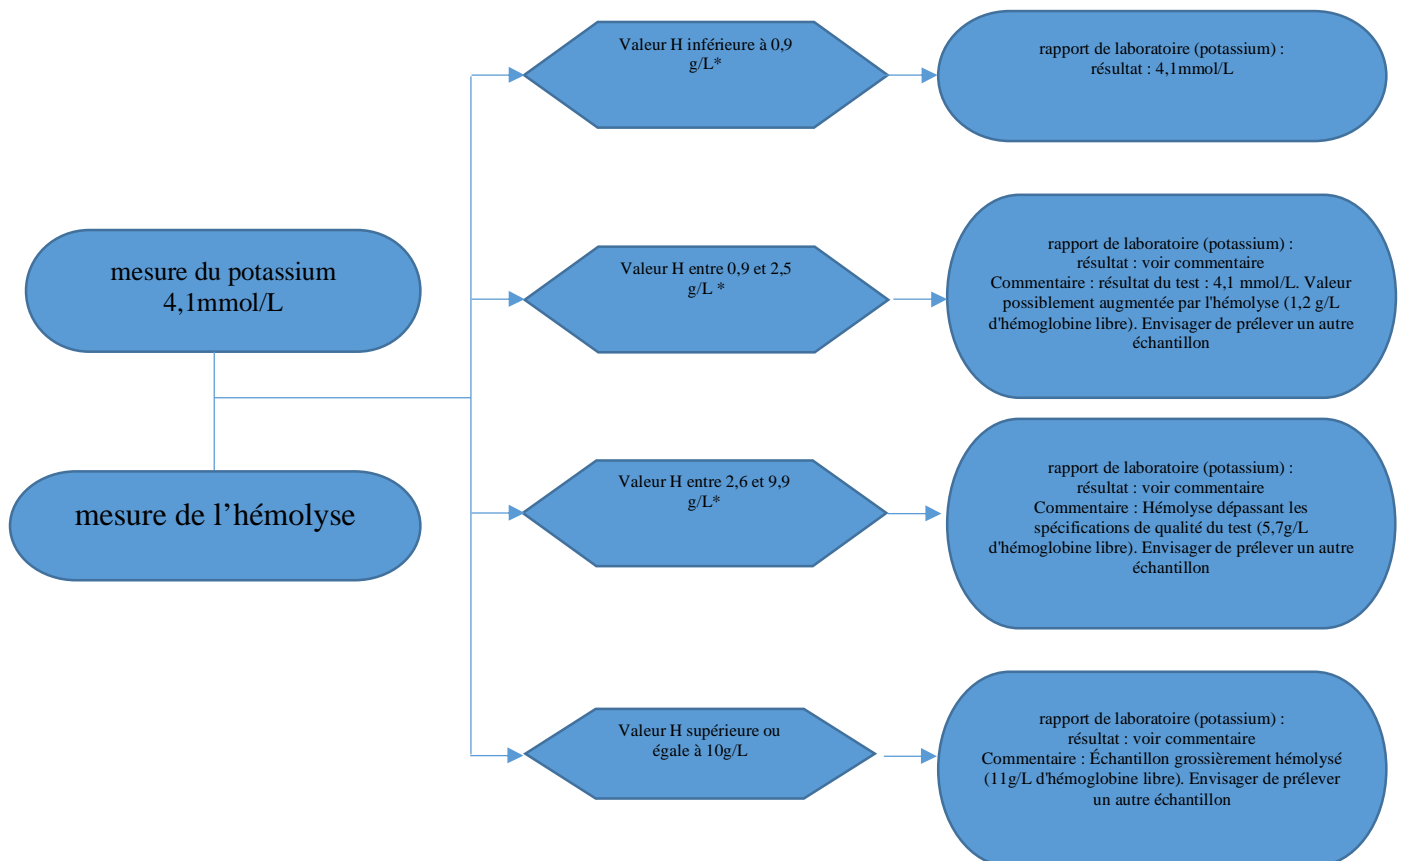 mesure du potassium
4,1mmol/L
mesure de l’hémolyse
Valeur H inférieure à 0,9
g/L*
rapport de laboratoire (potassium) :
résultat : 4,1mmol/L
Valeur H entre 0,9 et 2,5
g/L *
rapport de laboratoire (potassium) :
résultat : voir commentaire
Commentaire : résultat du test : 4,1 mmol/L. Valeur
possiblement augmentée par l'hémolyse (1,2 g/L
d'hémoglobine libre). Envisager de prélever un autre
échantillon
Valeur H entre 2,6 et 9,9
g/L*
rapport de laboratoire (potassium) :
résultat : voir commentaire
Commentaire : Hémolyse dépassant les
spécifications de qualité du test (5,7g/L
d'hémoglobine libre). Envisager de prélever un autre
échantillon
Valeur H supérieure ou
égale à 10g/L
rapport de laboratoire (potassium) :
résultat : voir commentaire
Commentaire : Échantillon grossièrement hémolysé
(11g/L d'hémoglobine libre). Envisager de prélever
un autre échantillon